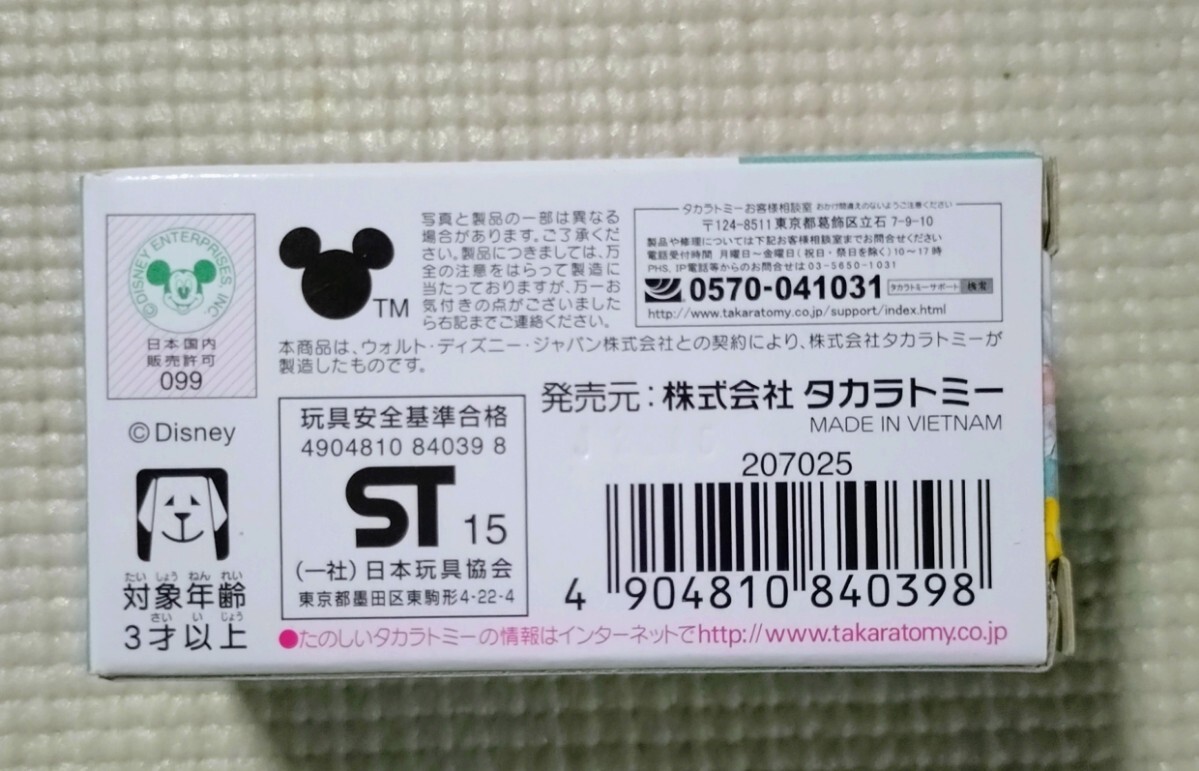 ©DISNEY ENTERPRISES, INC.
日本国内
販売許可
099
©Disney
対象年齢
たいしょうねんれい
3才以上
さいいじょう
TM
写真と製品の一部は異なる
場合があります。ご了承くだ
さい。製品につきましては、万
全の注意をはらって製造に
当たっておりますが、万一お
気付きの点がございました
ら右記までご連絡ください。
タカラトミーお客様相談室 おかけ間違えのないようご注意ください
〒124-8511 東京都葛飾区立石 7-9-10
製品や修理については下記お客様相談室までお問合せください
電話受付時間 月曜日〜金曜日(祝日・祭日を除く)10〜17時
PHS、IP電話等からのお問合せは 03-5650-1031
0570-041031 タカラトミーサポート 検索
http://www.takaratomy.co.jp/support/index.html
本商品は、ウォルト・ディズニー・ジャパン株式会社との契約により、株式会社タカラトミーが
製造したものです。
玩具安全基準合格
4904810 84039 8
ST 15
(一社)日本玩具協会
東京都墨田区東駒形4-22-4
発売元:株式会社 タカラトミー
MADE IN VIETNAM
207025
4 904810 840398
●たのしいタカラトミーの情報はインターネットでhttp://www.takaratomy.co.jp